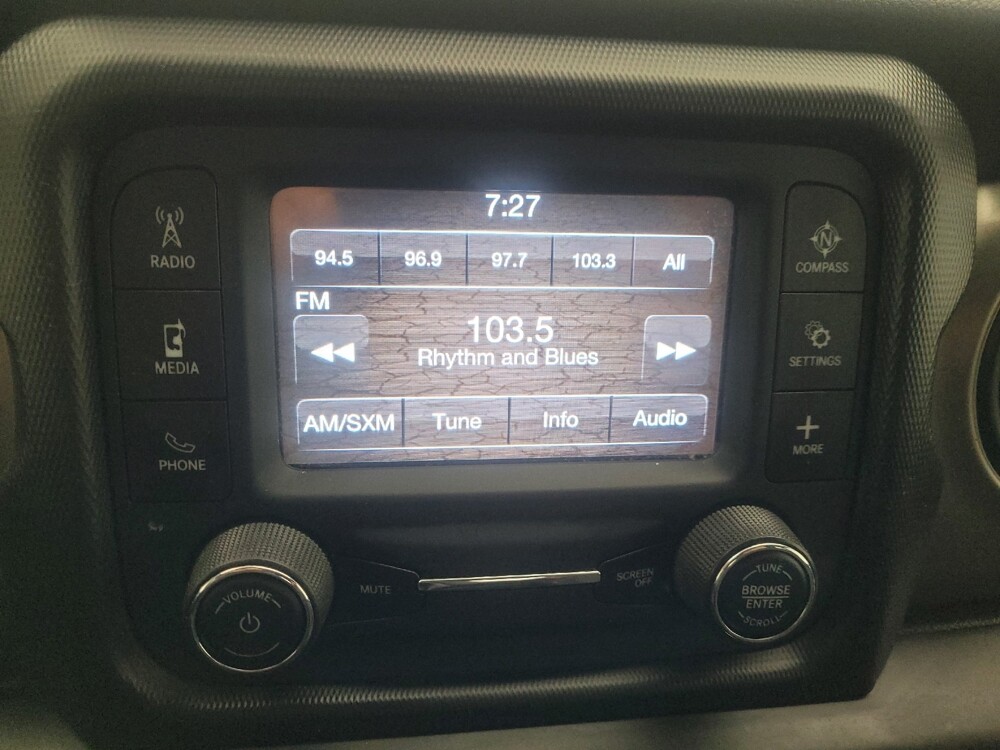 7:27
94.5 96.9 97.7 103.3 All
FM
103.5
Rhythm and Blues
AM/SXM Tune Info Audio
RADIO
MEDIA
PHONE
N
COMPASS
SETTINGS
MORE
VOLUME
MUTE
SCREEN
OFF
TUNE
BROWSE
ENTER
SCROLL